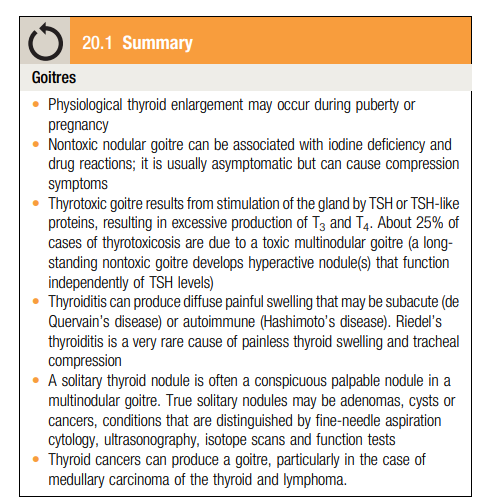 20.1 Summary
Goitres
• Physiological thyroid enlargement may occur during puberty or
pregnancy
• Nontoxic nodular goitre can be associated with iodine deficiency and
drug reactions; it is usually asymptomatic but can cause compression
symptoms
• Thyrotoxic goitre results from stimulation of the gland by TSH or TSH-like
proteins, resulting in excessive production of T₃ and T₄. About 25% of
cases of thyrotoxicosis are due to a toxic multinodular goitre (a long-
standing nontoxic goitre develops hyperactive nodule(s) that function
independently of TSH levels)
• Thyroiditis can produce diffuse painful swelling that may be subacute (de
Quervain's disease) or autoimmune (Hashimoto's disease). Riedel's
thyroiditis is a very rare cause of painless thyroid swelling and tracheal
compression
• A solitary thyroid nodule is often a conspicuous palpable nodule in a
multinodular goitre. True solitary nodules may be adenomas, cysts or
cancers, conditions that are distinguished by fine-needle aspiration
cytology, ultrasonography, isotope scans and function tests
• Thyroid cancers can produce a goitre, particularly in the case of
medullary carcinoma of the thyroid and lymphoma.